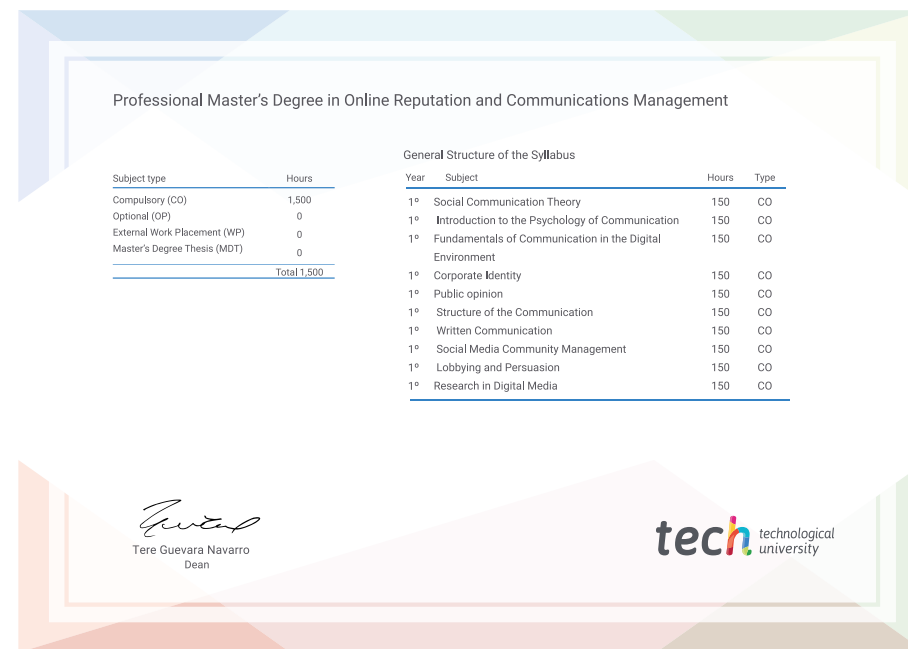 Professional Master's Degree in Online Reputation and Communications Management
Subject type Hours
Compulsory (CO) 1,500
Optional (OP) 0
External Work Placement (WP) 0
Master's Degree Thesis (MDT) 0
Total 1,500
General Structure of the Syllabus
Year Subject Hours Type
1º Social Communication Theory 150 CO
1º Introduction to the Psychology of Communication 150 CO
1º Fundamentals of Communication in the Digital 150 CO
Environment
1º Corporate Identity 150 CO
1º Public opinion 150 CO
1º Structure of the Communication 150 CO
1º Written Communication 150 CO
1º Social Media Community Management 150 CO
1º Lobbying and Persuasion 150 CO
1º Research in Digital Media 150 CO
Tere Guevara Navarro
Dean
tech technological
university